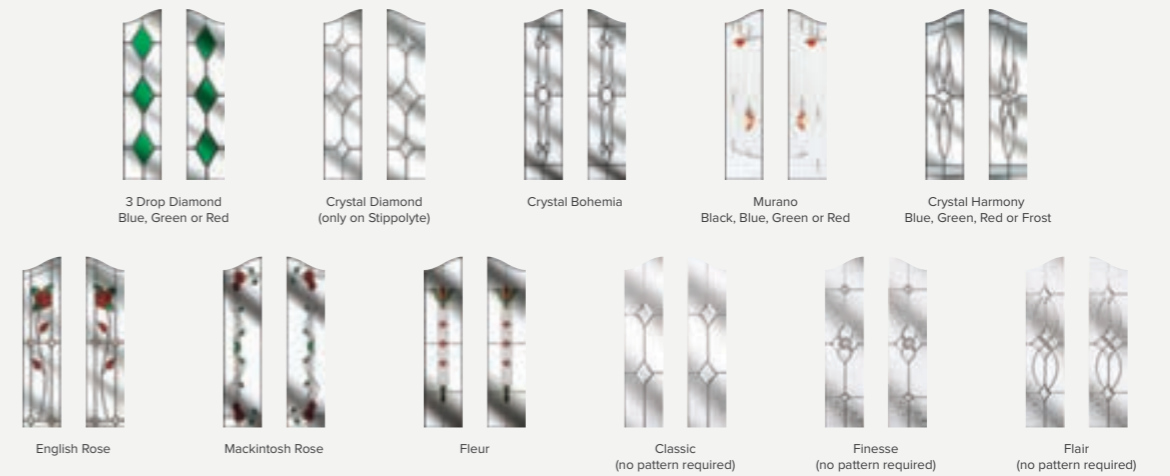 3 Drop Diamond
Blue, Green or Red
Crystal Diamond
(only on Stippolyte)
Crystal Bohemia
Murano
Black, Blue, Green or Red
Crystal Harmony
Blue, Green, Red or Frost
English Rose
Mackintosh Rose
Fleur
Classic
(no pattern required)
Finesse
(no pattern required)
Flair
(no pattern required)